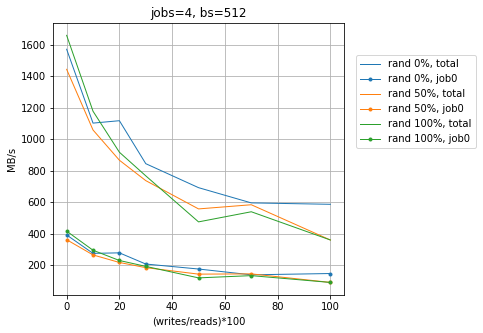 jobs=4, bs=512
1600
1400
1200
1000
800
600
400
200
MB/s
0
20
40
60
80
100
(writes/reads)*100
rand 0%, total
rand 0%, job0
rand 50%, total
rand 50%, job0
rand 100%, total
rand 100%, job0